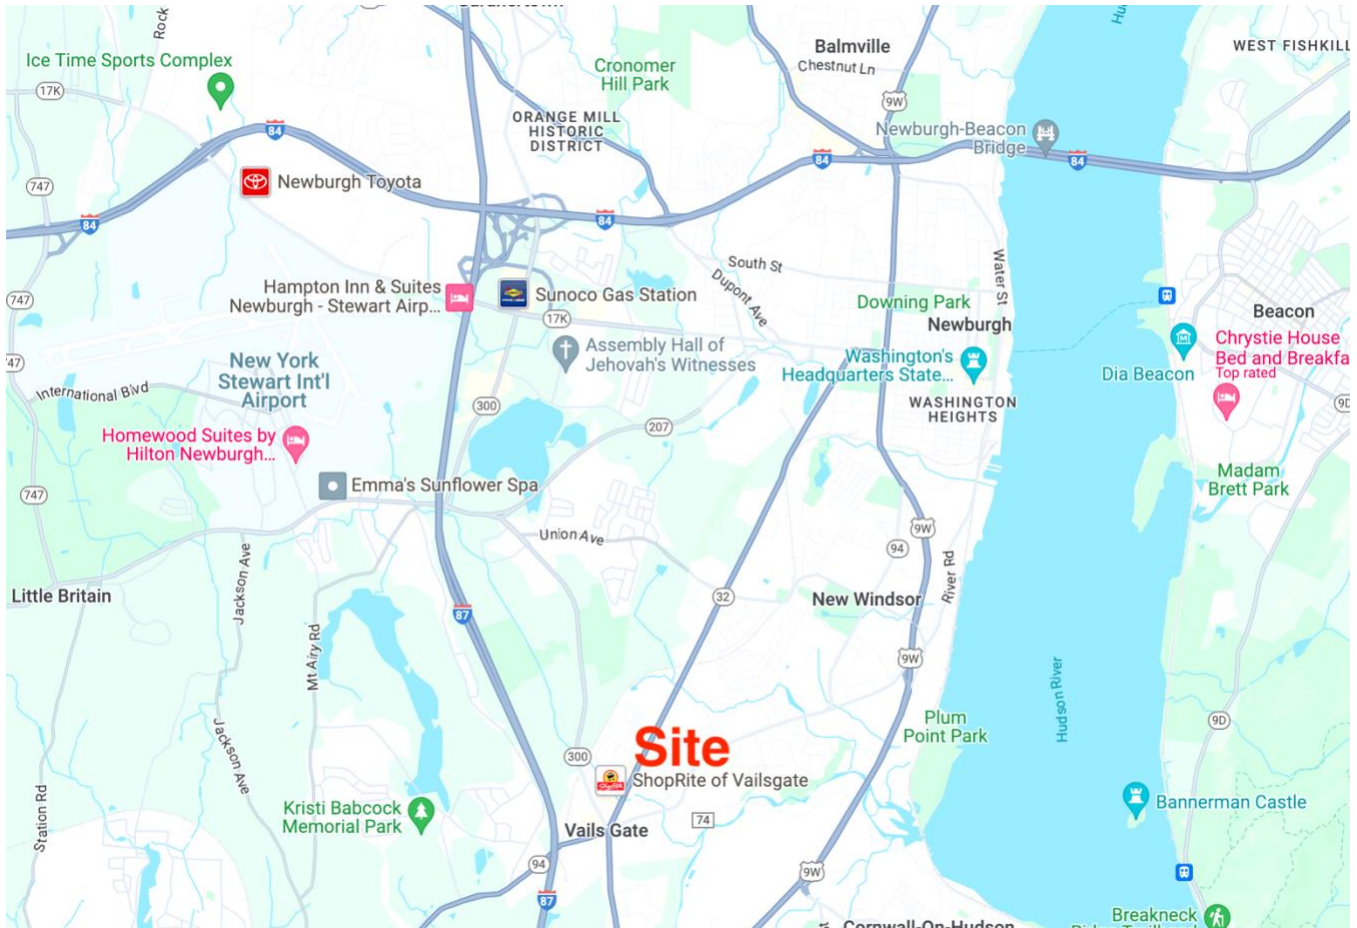 Rock
Ice Time Sports Complex
17K
84
747
Newburgh Toyota
84
747
747
Cronomer
Hill Park
ORANGE MILL
HISTORIC
DISTRICT
84
Balmville
Chestnut Ln
9W
84
Newburgh-Beacon
Bridge
84
WEST FISHKILL
Hampton Inn & Suites
Newburgh - Stewart Airp...
Sunoco Gas Station
17K
South St
Dupont Ave
Downing Park
Newburgh
Water St
Beacon
Assembly Hall of
Jehovah's Witnesses
Washington's
Headquarters State...
WASHINGTON
HEIGHTS
Dia Beacon
Chrystie House
Bed and Breakfa
Top rated
New York
Stewart Int'l
Airport
International Blvd
300
207
Homewood Suites by
Hilton Newburgh...
747
Emma's Sunflower Spa
Madam
Brett Park
Union Ave
9W
94
River Rd
Little Britain
Jackson Ave
Mt Airy Rd
87
32
New Windsor
9W
Hudson River
Plum
Point Park
9D
Jackson Ave
Station Rd
300
Site
ShopRite of Vailsgate
Kristi Babcock
Memorial Park
Vails Gate
74
Bannerman Castle
94
87
9W
Cornwall-On-Hudson
Breakneck